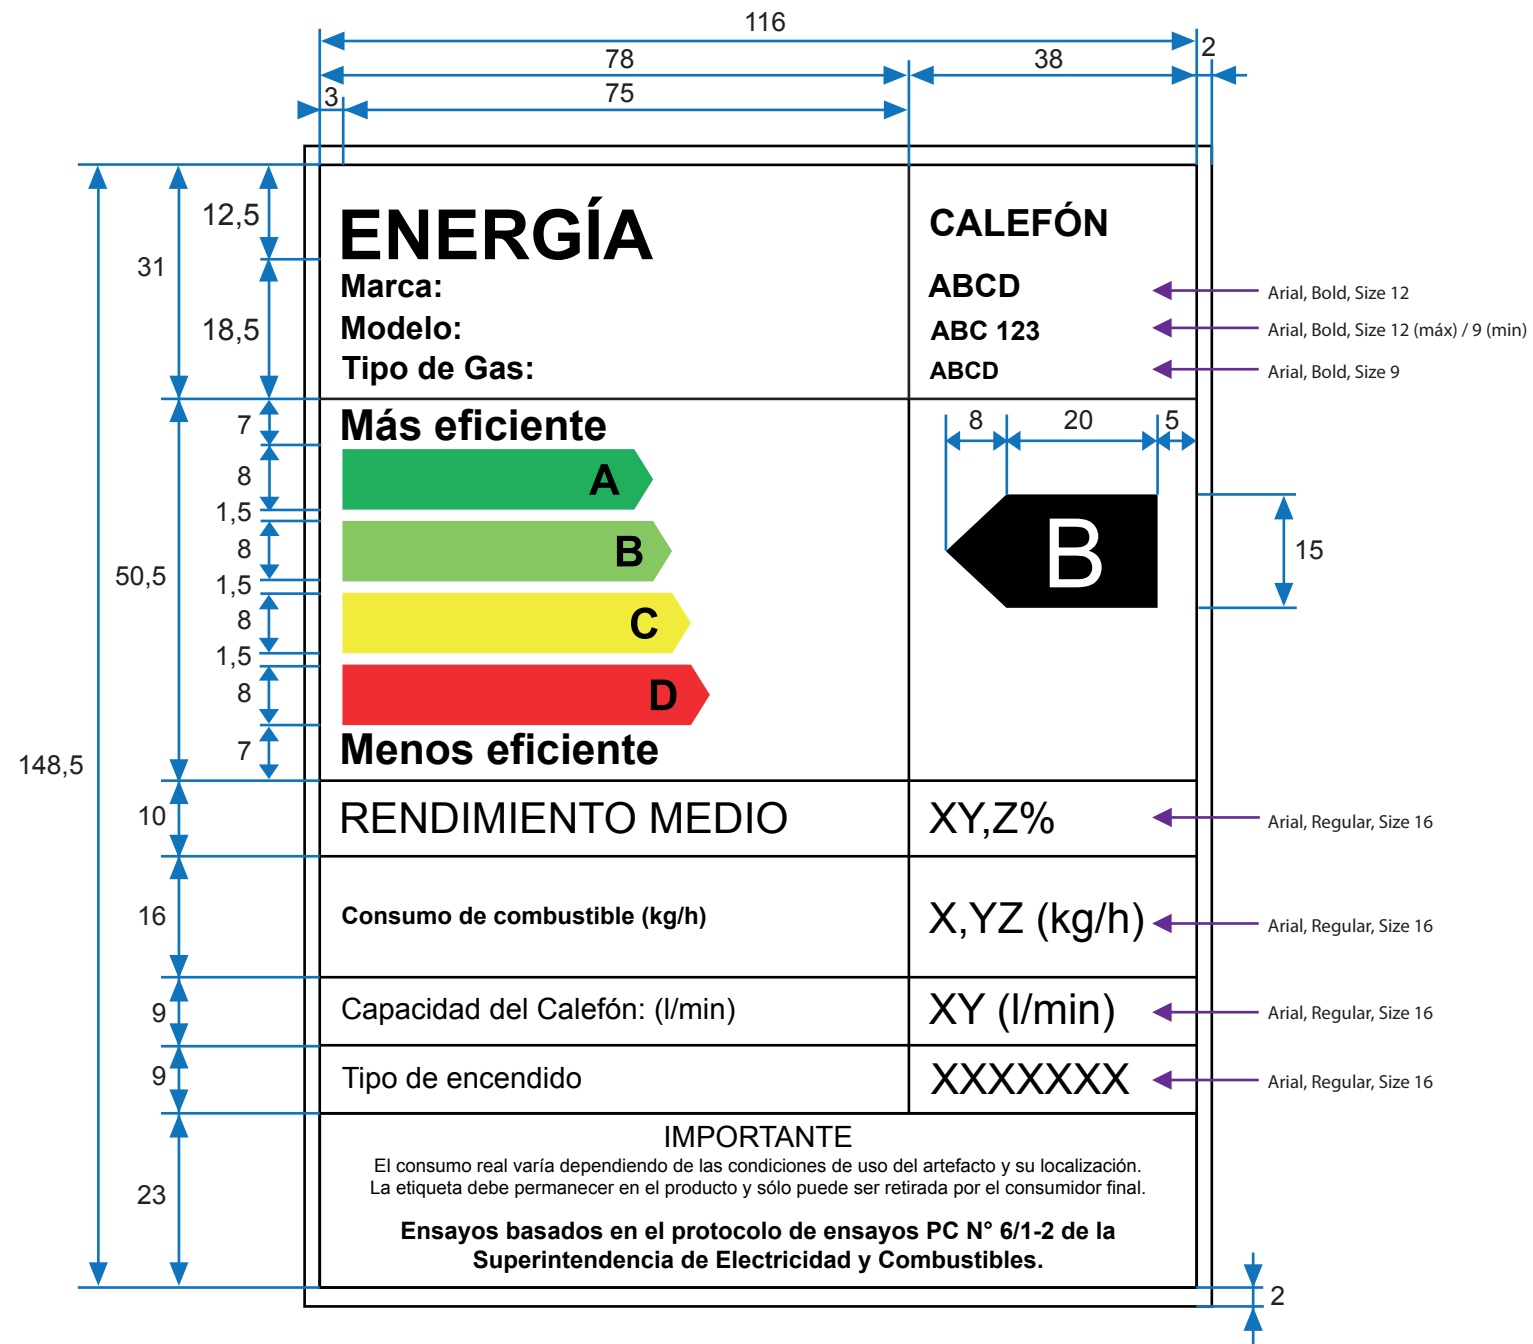 116
78
38
2
3
75
12,5
31
18,5
148,5
ENERGÍA
CALEFÓN
Marca:
ABCD
Arial, Bold, Size 12
Modelo:
ABC 123
Arial, Bold, Size 12 (máx) / 9 (min)
Tipo de Gas:
ABCD
Arial, Bold, Size 9
7
Más eficiente
8
20
5
8
A
1,5
8
B
B
15
50,5
1,5
8
C
1,5
8
D
7
Menos eficiente
10
RENDIMIENTO MEDIO
XY,Z%
Arial, Regular, Size 16
16
Consumo de combustible (kg/h)
X,YZ (kg/h)
Arial, Regular, Size 16
9
Capacidad del Calefón: (l/min)
XY (l/min)
Arial, Regular, Size 16
9
Tipo de encendido
XXXXXXX
Arial, Regular, Size 16
23
IMPORTANTE
El consumo real varía dependiendo de las condiciones de uso del artefacto y su localización.
La etiqueta debe permanecer en el producto y sólo puede ser retirada por el consumidor final.
Ensayos basados en el protocolo de ensayos PC N° 6/1-2 de la
Superintendencia de Electricidad y Combustibles.
2